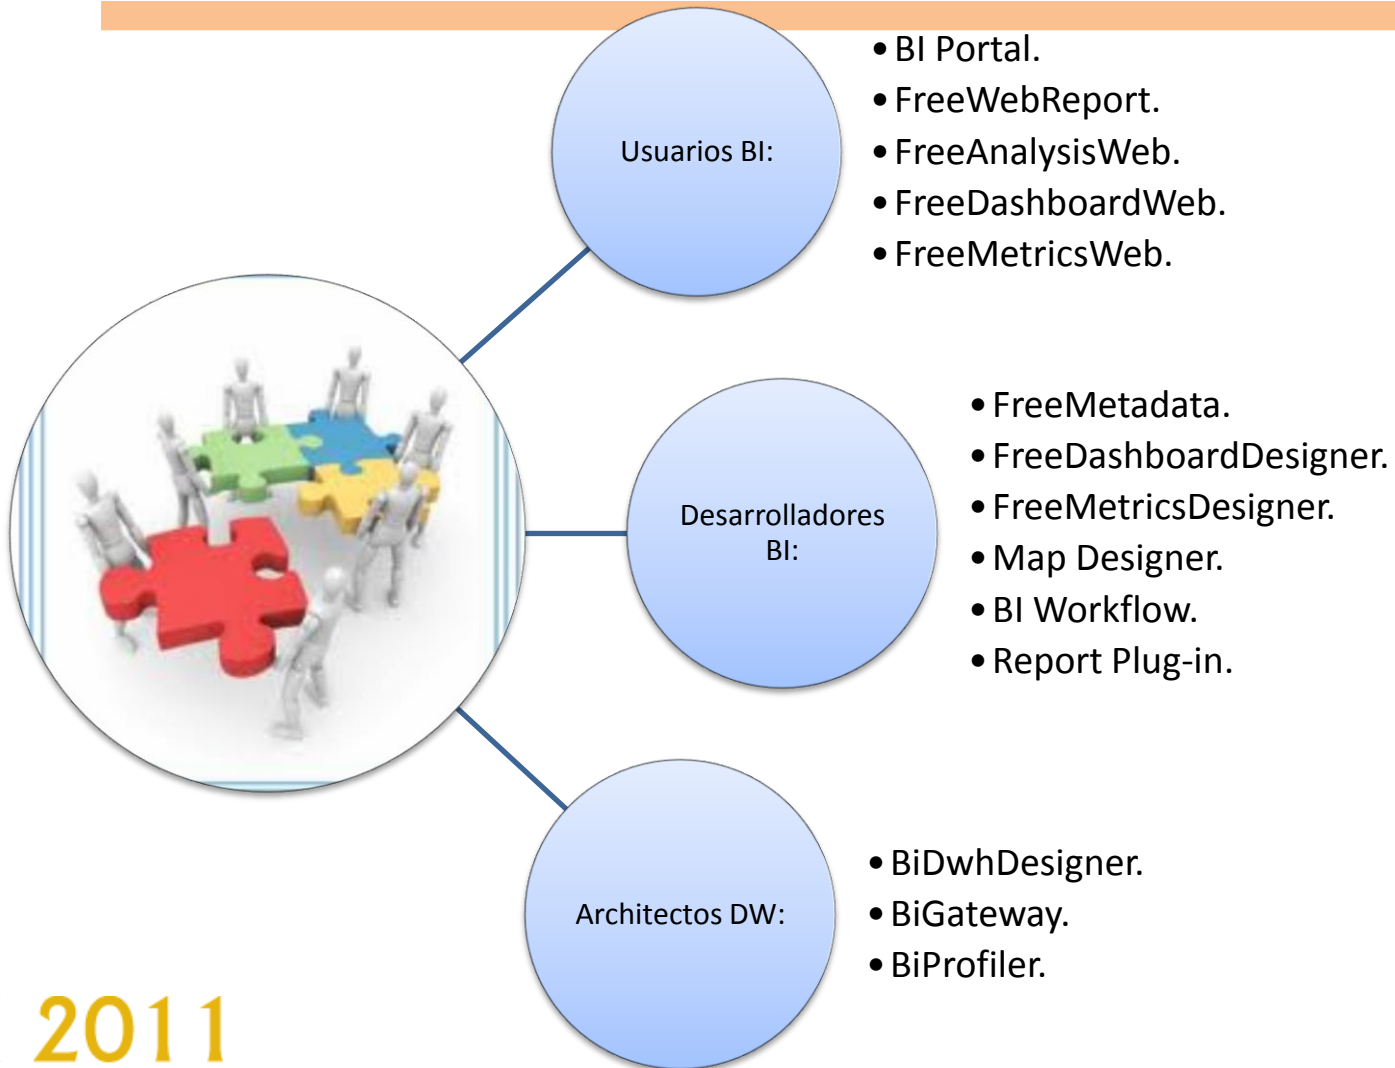 Usuarios BI:
• BI Portal.
• FreeWebReport.
• FreeAnalysisWeb.
• FreeDashboardWeb.
• FreeMetricsWeb.
Desarrolladores
BI:
• FreeMetadata.
• FreeDashboardDesigner.
• FreeMetricsDesigner.
• Map Designer.
• BI Workflow.
• Report Plug-in.
Architectos DW:
• BiDwhDesigner.
• BiGateway.
• BiProfiler.
2011